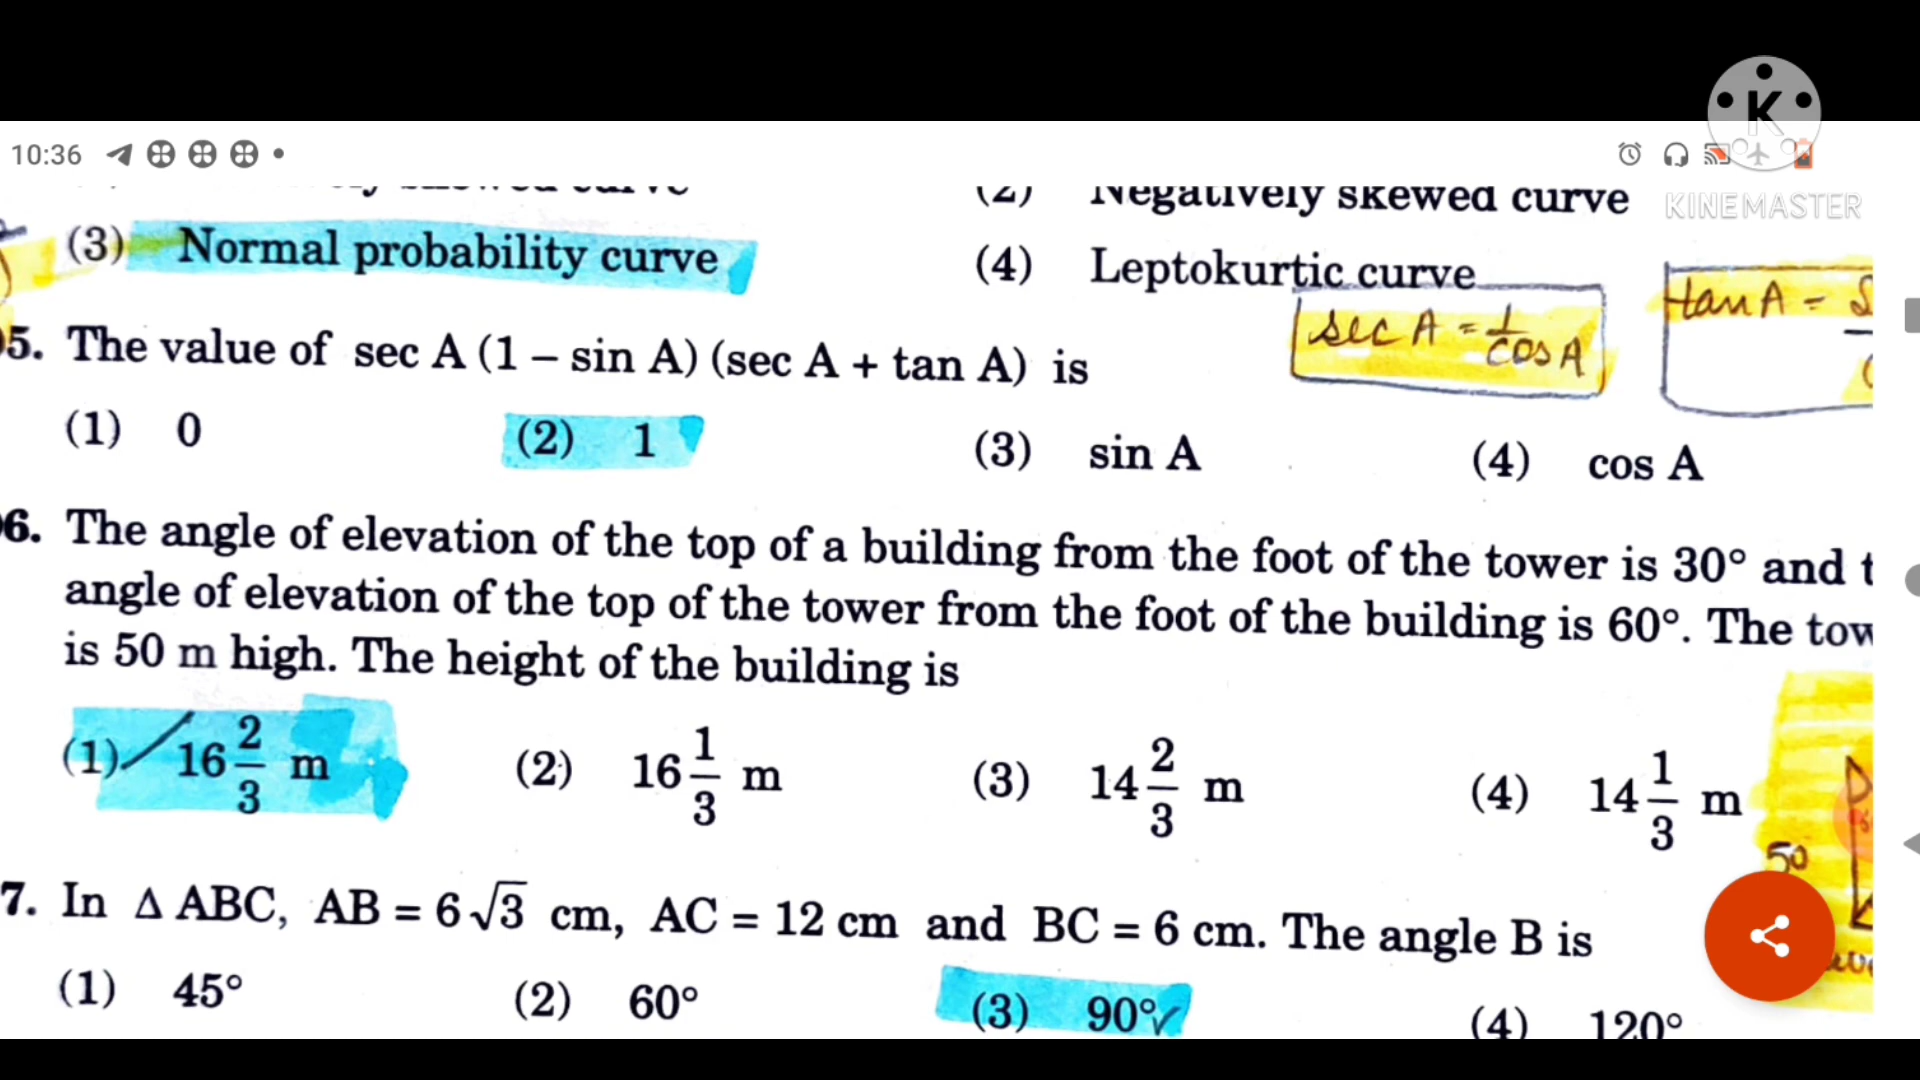 10:36
KINEMASTER
(2) Negatively skewed curve
(3) Normal probability curve
(4) Leptokurtic curve
sec A = 1/cos A
tan A =
5. The value of sec A (1 – sin A) (sec A + tan A) is
(1) 0 (2) 1 (3) sin A (4) cos A
6. The angle of elevation of the top of a building from the foot of the tower is 30° and
angle of elevation of the top of the tower from the foot of the building is 60°. The
is 50 m high. The height of the building is
(1) 16 2/3 m (2) 16 1/3 m (3) 14 2/3 m (4) 14 1/3 m
50
7. In Δ ABC, AB = 6√3 cm, AC = 12 cm and BC = 6 cm. The angle B is
(1) 45° (2) 60° (3) 90° (4) 120°